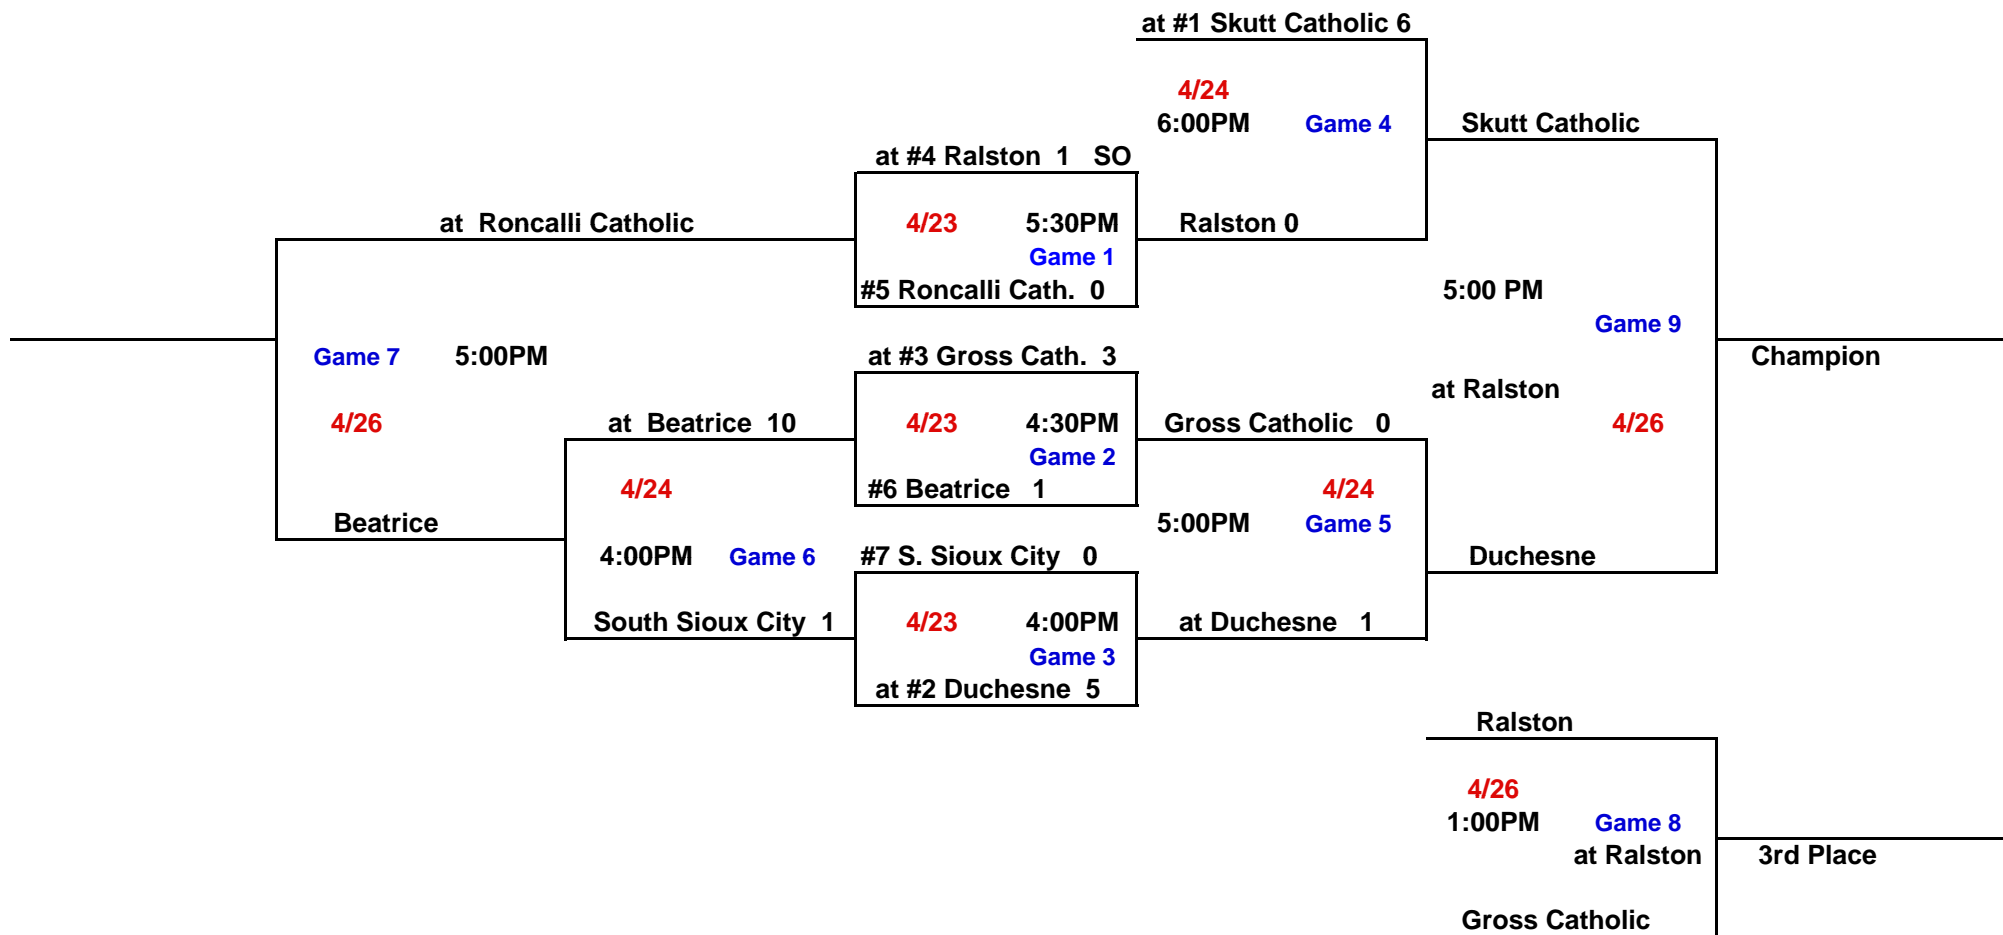 at #1 Skutt Catholic 6
4/24
6:00PM Game 4 Skutt Catholic
at #4 Ralston 1 SO
at Roncalli Catholic 4/23 5:30PM Ralston 0
Game 1
#5 Roncalli Cath. 0 5:00 PM
Game 9
Game 7 5:00PM at #3 Gross Cath. 3 Champion
at Ralston
4/26 at Beatrice 10 4/23 4:30PM Gross Catholic 0 4/26
Game 2
4/24 #6 Beatrice 1 4/24
Beatrice 5:00PM Game 5
4:00PM Game 6 #7 S. Sioux City 0 Duchesne
South Sioux City 1 4/23 4:00PM at Duchesne 1
Game 3
at #2 Duchesne 5
Ralston
4/26
1:00PM Game 8
at Ralston 3rd Place
Gross Catholic